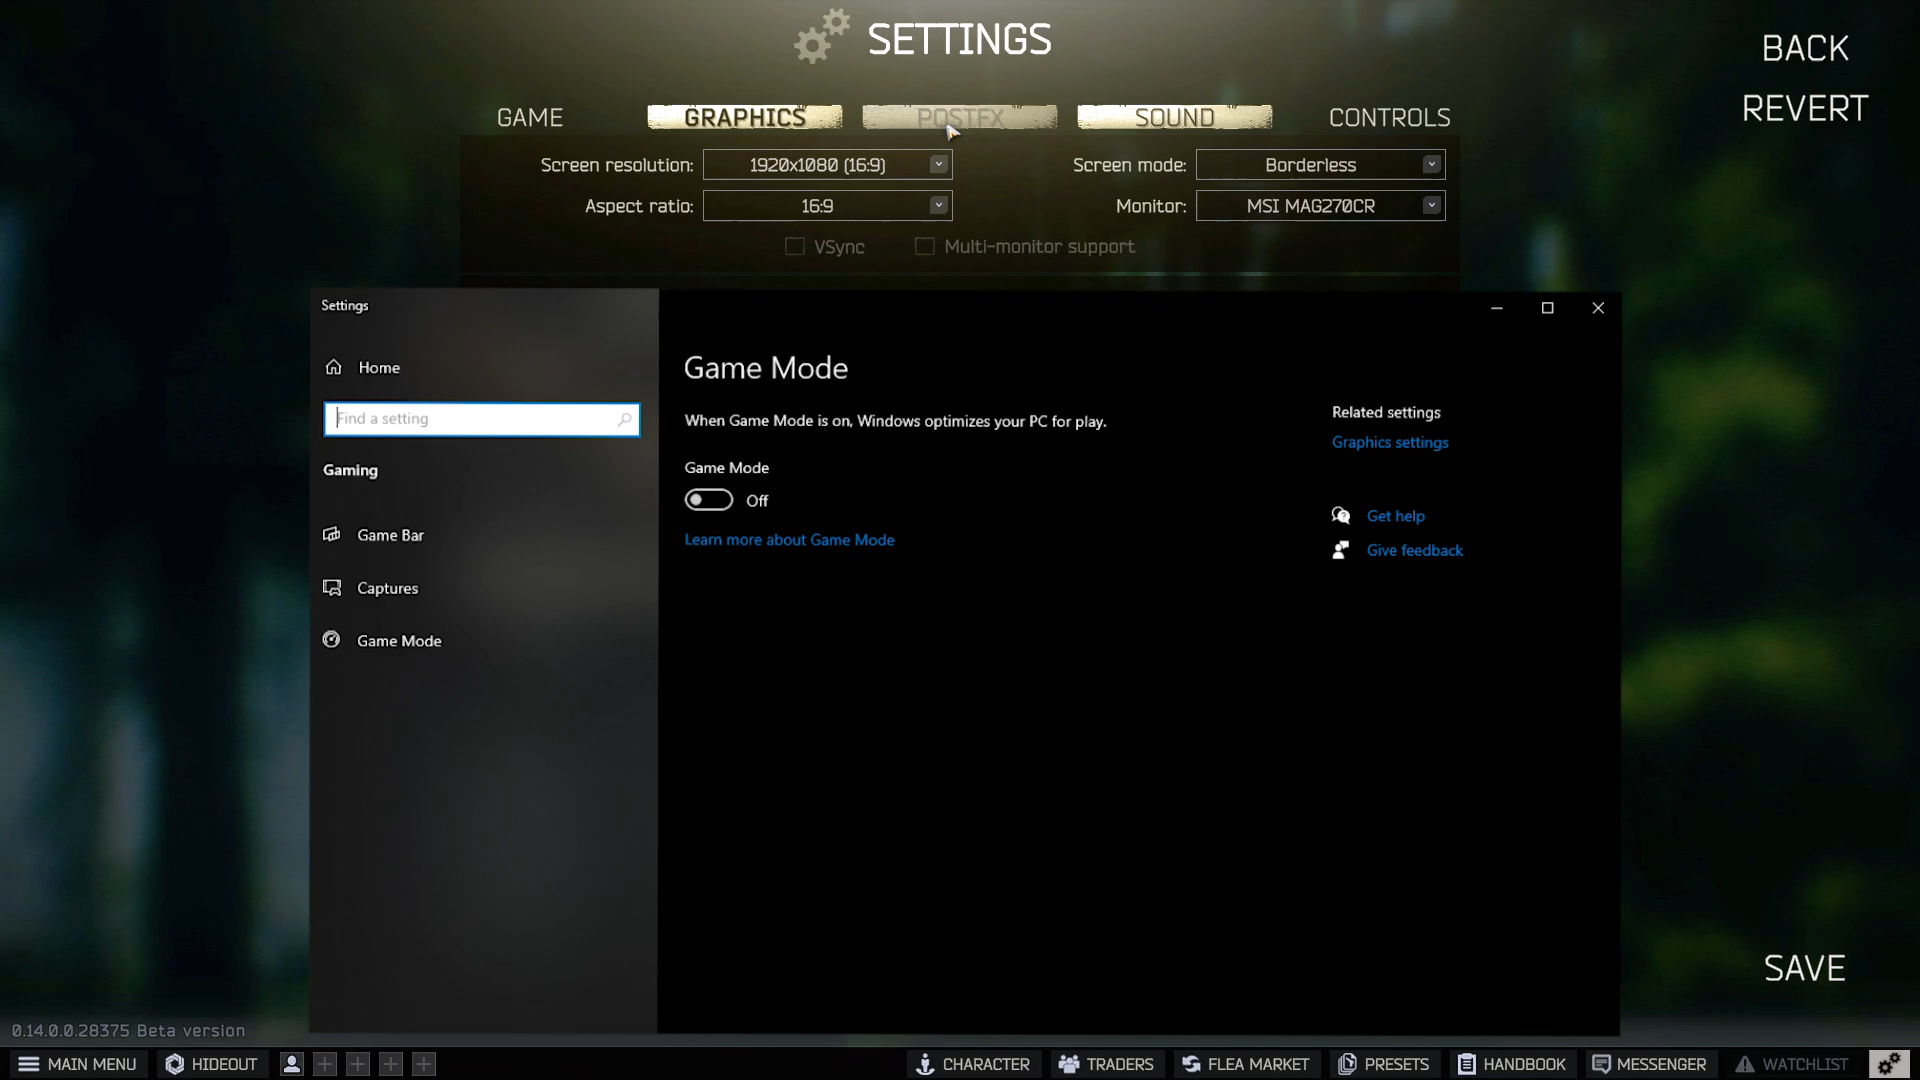 SETTINGS
BACK
REVERT
GAME
GRAPHICS
POSTFX
SOUND
CONTROLS
Screen resolution:
1920x1080 (16:9)
Screen mode:
Borderless
Aspect ratio:
16:9
Monitor:
MSI MAG270CR
VSync
Multi-monitor support
Settings
Home
Find a setting
Gaming
Game Bar
Captures
Game Mode
Game Mode
When Game Mode is on, Windows optimizes your PC for play.
Game Mode
Off
Learn more about Game Mode
Related settings
Graphics settings
Get help
Give feedback
SAVE
0.14.0.0.28375 Beta version
MAIN MENU
HIDEOUT
CHARACTER
TRADERS
FLEA MARKET
PRESETS
HANDBOOK
MESSENGER
WATCHLIST